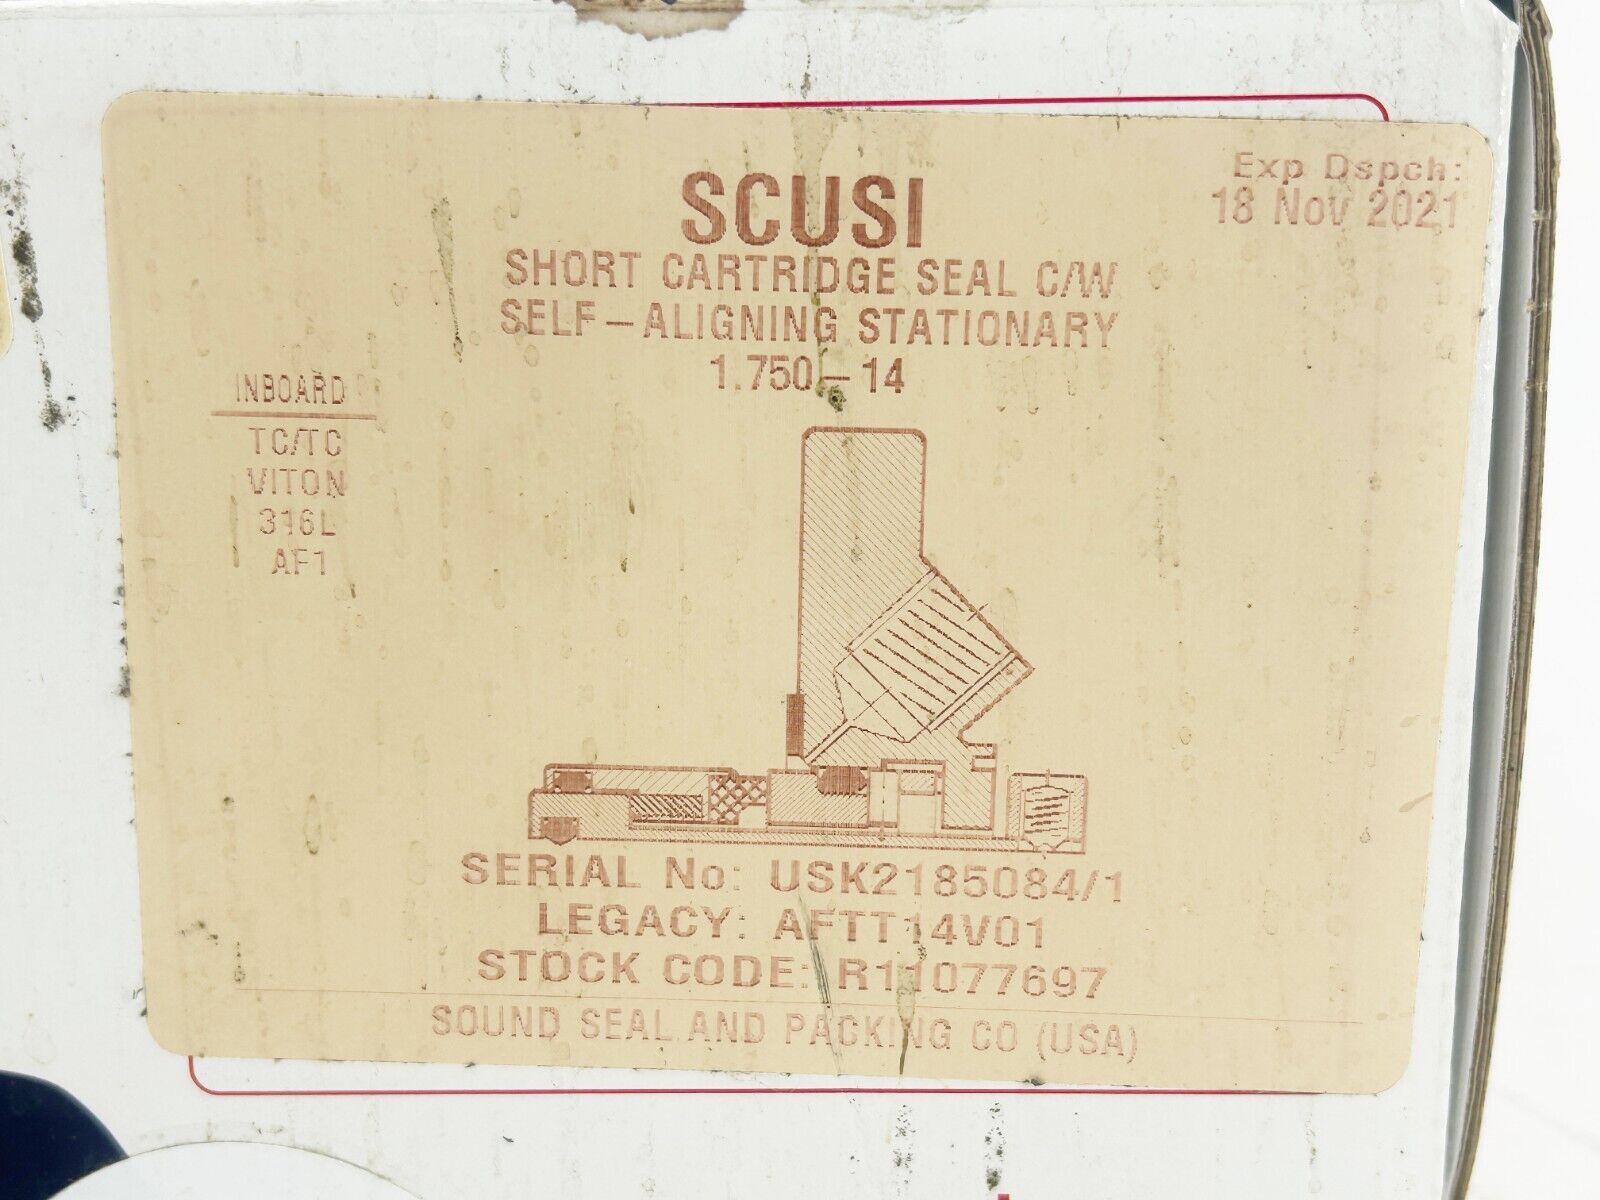 Exp Dspch:
18 Nov 2021
SCUSI
SHORT CARTRIDGE SEAL C/W
SELF-ALIGNING STATIONARY
1.750-14
INBOARD
TC/TC
VITON
316L
AF1
SERIAL No: USK2185084/1
LEGACY: AFTT14V01
STOCK CODE: R11077697
SOUND SEAL AND PACKING CO (USA)